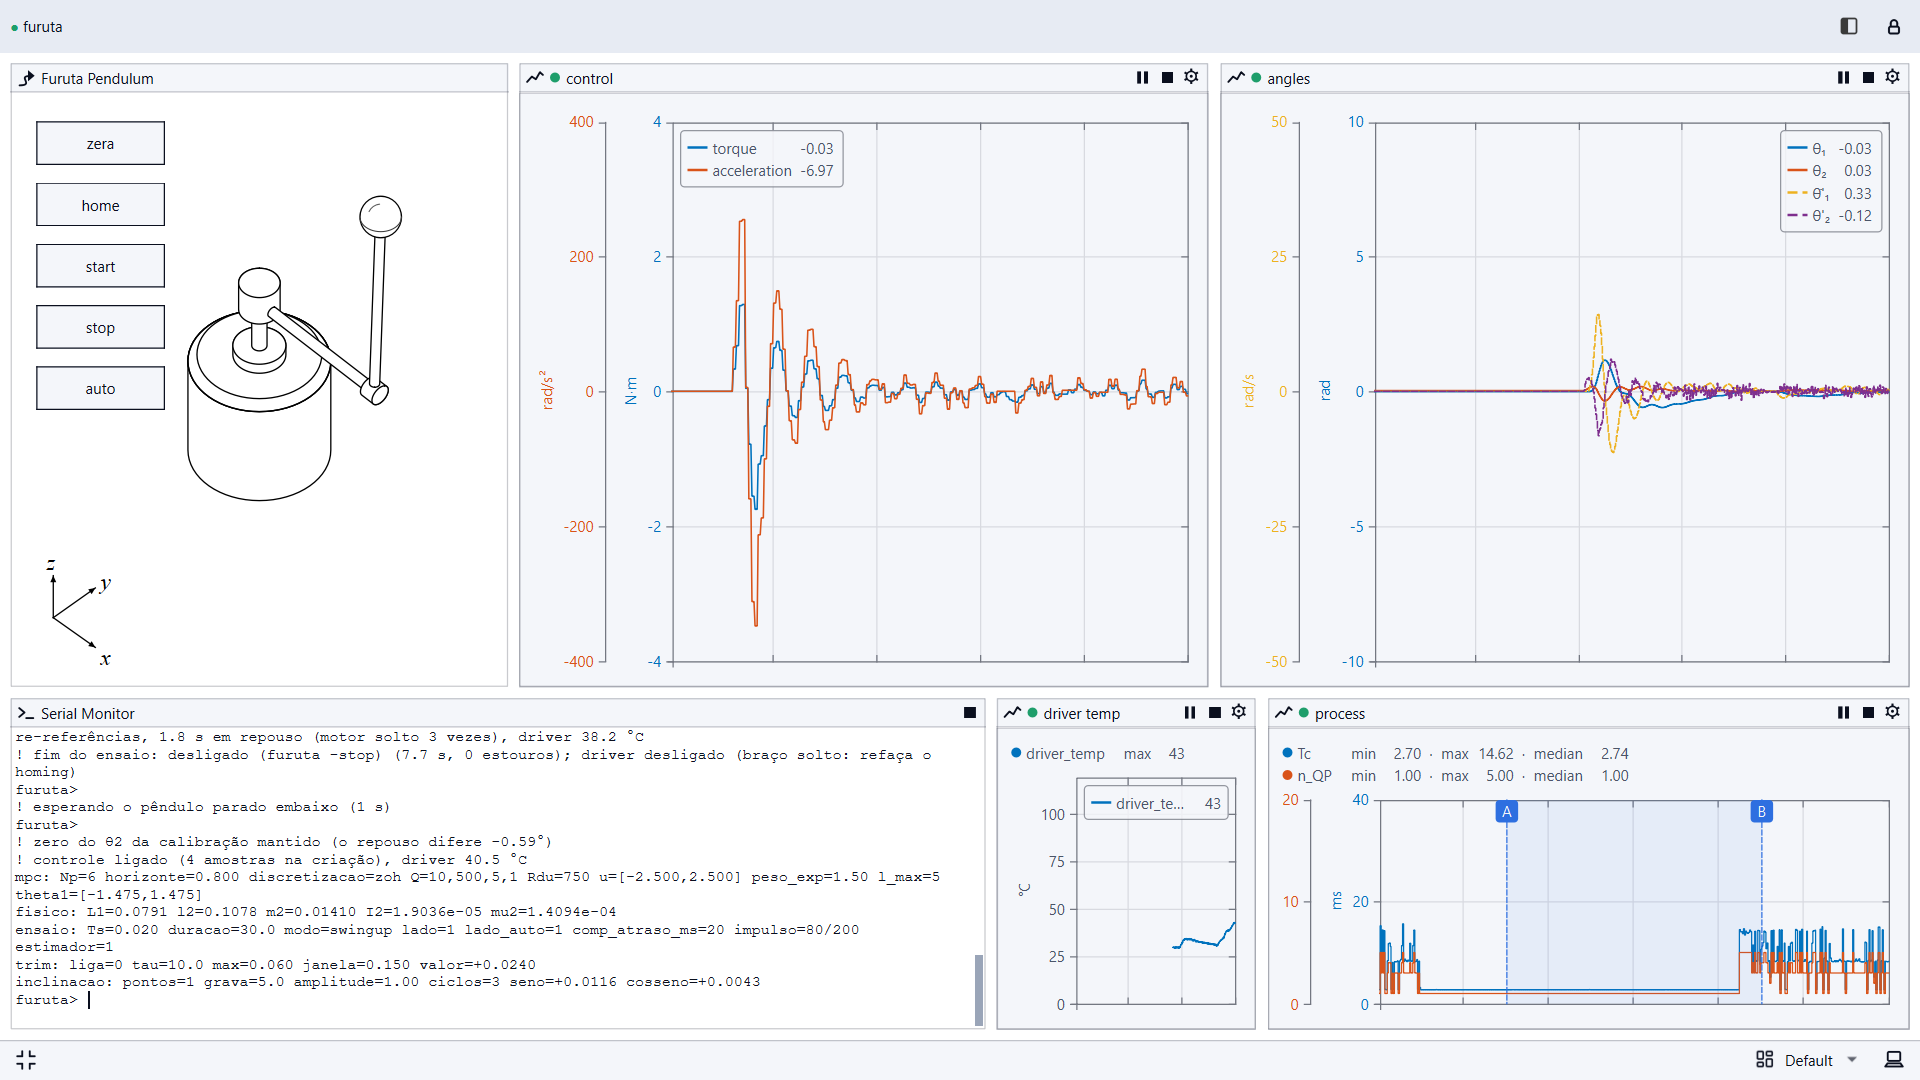 furuta
Furuta Pendulum
zera
home
start
stop
auto
z
y
x
control
400
200
0
-200
-400
rad/s²
4
2
0
-2
-4
N·m
torque -0.03
acceleration -6.97
angles
50
25
0
-25
-50
rad/s
10
5
0
-5
-10
rad
θ₁ -0.03
θ₂ 0.03
θ˙₁ 0.33
θ˙₂ -0.12
Serial Monitor
re-referências, 1.8 s em repouso (motor solto 3 vezes), driver 38.2 °C
! fim do ensaio: desligado (furuta -stop) (7.7 s, 0 estouros); driver desligado (braço solto: refaça o
homing)
furuta>
! esperando o pêndulo parado embaixo (1 s)
furuta>
! zero do θ2 da calibração mantido (o repouso difere -0.59°)
! controle ligado (4 amostras na criação), driver 40.5 °C
mpc: Np=6 horizonte=0.800 discretizacao=zoh Q=10,500,5,1 Rdu=750 u=[-2.500,2.500] peso_exp=1.50 l_max=5
theta1=[-1.475,1.475]
fisico: L1=0.0791 l2=0.1078 m2=0.01410 I2=1.9036e-05 mu2=1.4094e-04
ensaio: Ts=0.020 duracao=30.0 modo=swingup lado=1 lado_auto=1 comp_atraso_ms=20 impulso=80/200
estimador=1
trim: liga=0 tau=10.0 max=0.060 janela=0.150 valor=+0.0240
inclinacao: pontos=1 grava=5.0 amplitude=1.00 ciclos=3 seno=+0.0116 cosseno=+0.0043
furuta>
driver temp
driver_temp max 43
driver_te... 43
100
75
50
25
0
°C
process
Tc min 2.70 · max 14.62 · median 2.74
n_QP min 1.00 · max 5.00 · median 1.00
20
10
0
40
20
0
ms
A
B
Default